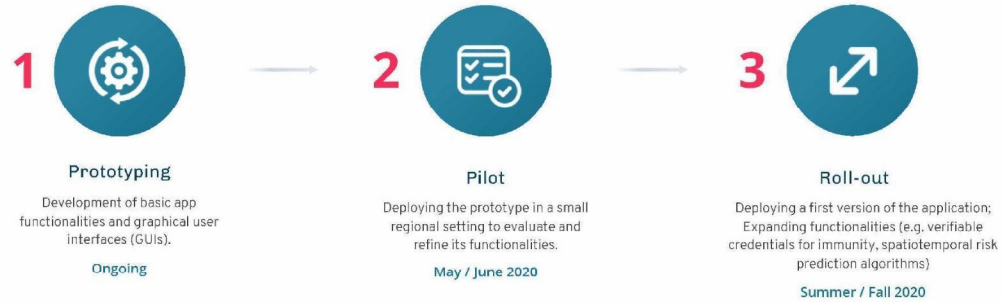 1
Prototyping
Development of basic app
functionalities and graphical user
interfaces (GUIs).
Ongoing
2
Pilot
Deploying the prototype in a small
regional setting to evaluate and
refine its functionalities.
May / June 2020
3
Roll-out
Deploying a first version of the application;
Expanding functionalities (e.g. verifiable
credentials for immunity, spatiotemporal risk
prediction algorithms)
Summer / Fall 2020